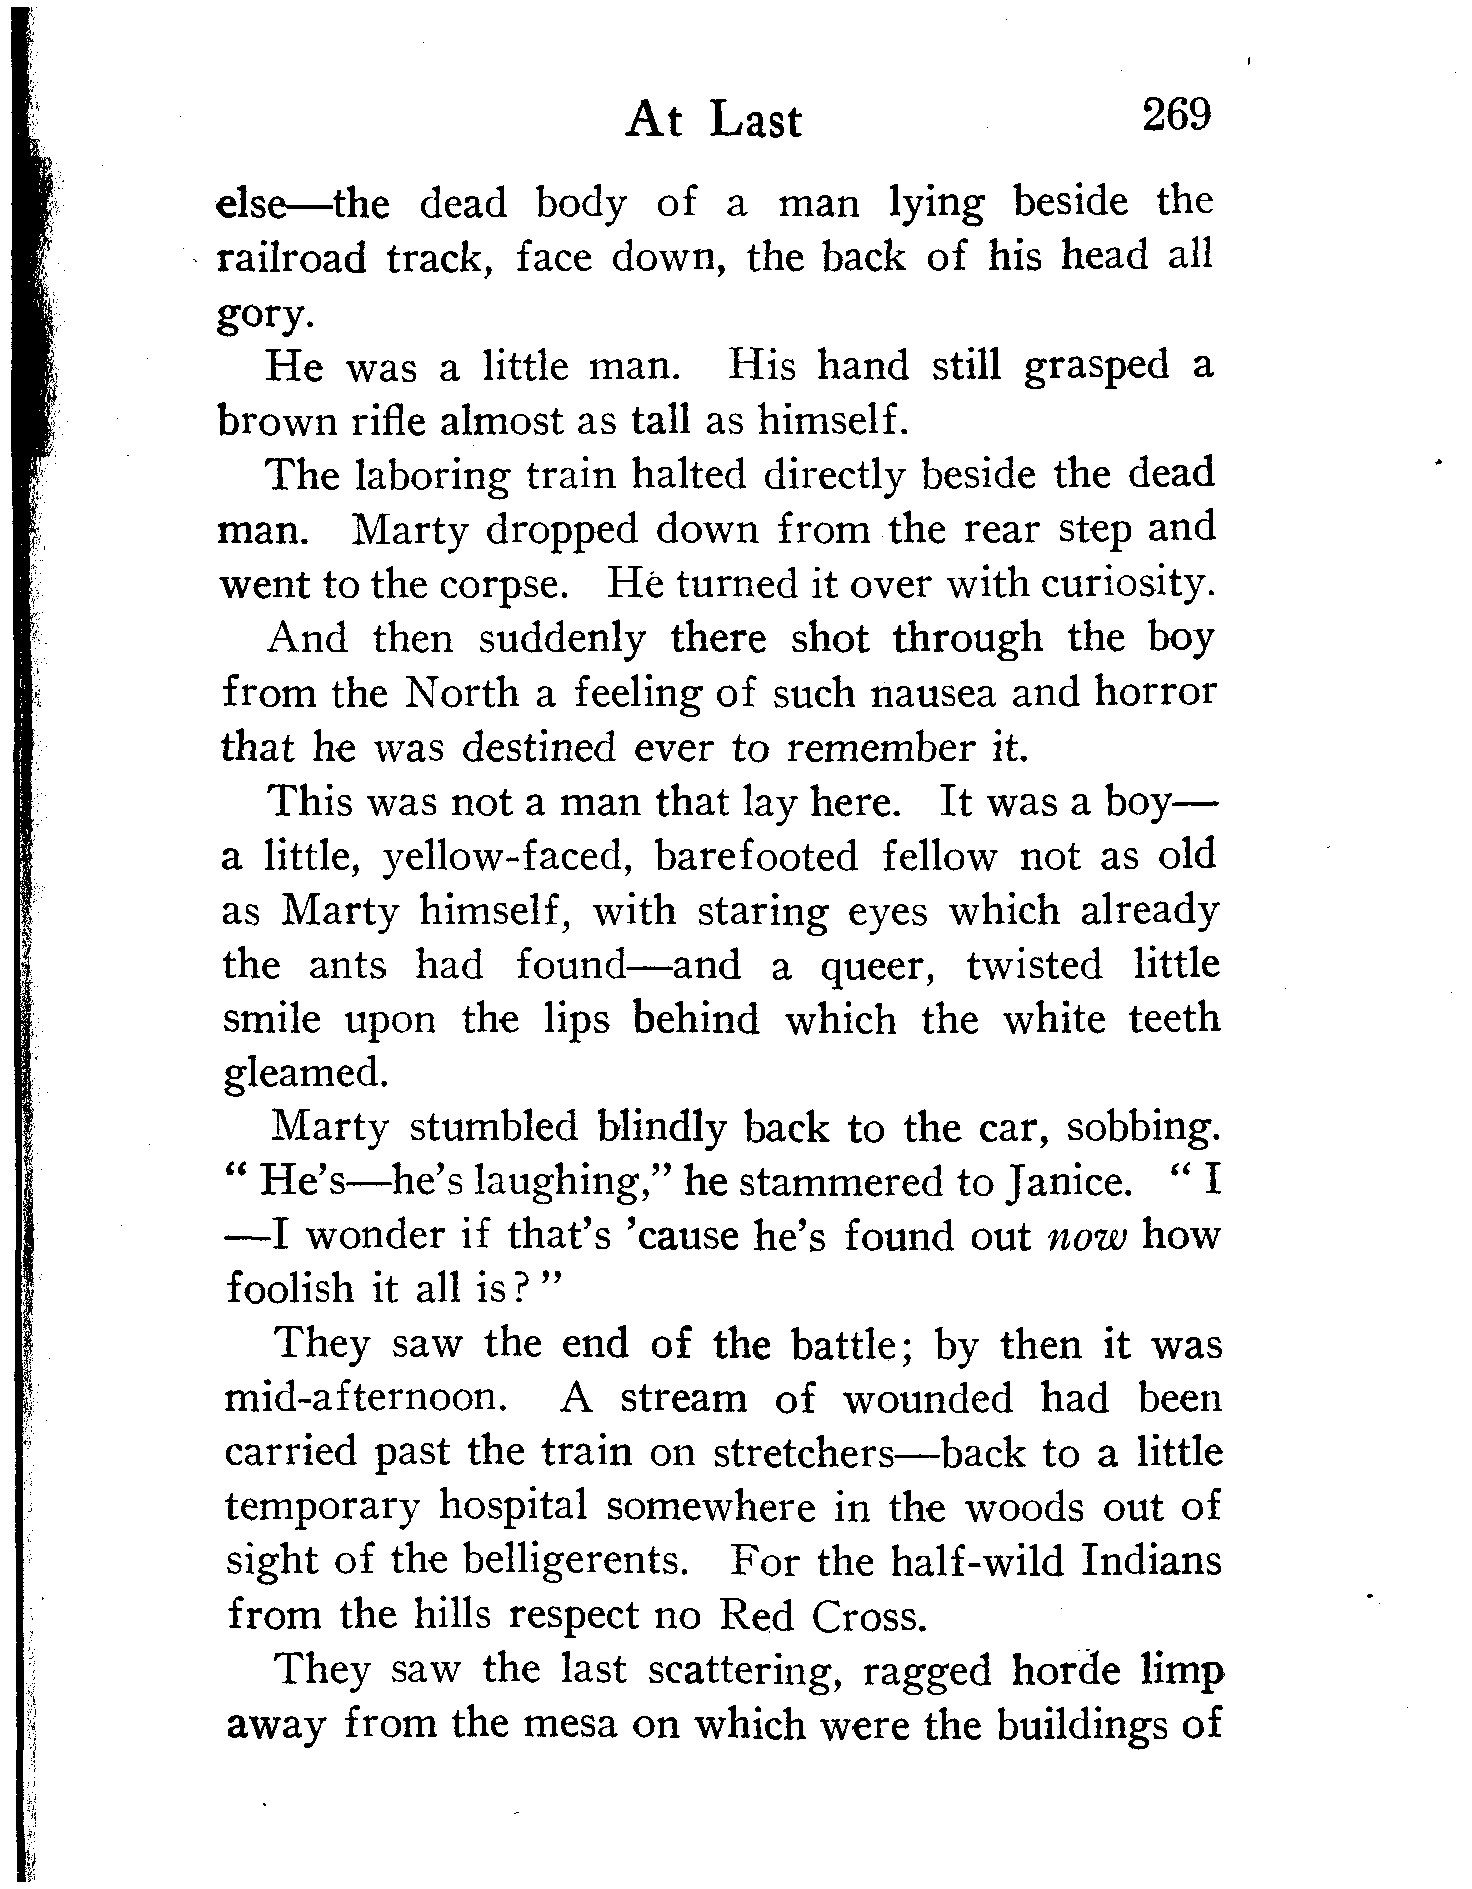 At Last 269
else—the dead body of a man lying beside the
railroad track, face down, the back of his head all
gory.
He was a little man. His hand still grasped a
brown rifle almost as tall as himself.
The laboring train halted directly beside the dead
man. Marty dropped down from the rear step and
went to the corpse. He turned it over with curiosity.
And then suddenly there shot through the boy
from the North a feeling of such nausea and horror
that he was destined ever to remember it.
This was not a man that lay here. It was a boy—
a little, yellow-faced, barefooted fellow not as old
as Marty himself, with staring eyes which already
the ants had found—and a queer, twisted little
smile upon the lips behind which the white teeth
gleamed.
Marty stumbled blindly back to the car, sobbing.
“ He’s—he’s laughing,” he stammered to Janice. “ I
—I wonder if that’s ’cause he’s found out now how
foolish it all is? ”
They saw the end of the battle; by then it was
mid-afternoon. A stream of wounded had been
carried past the train on stretchers—back to a little
temporary hospital somewhere in the woods out of
sight of the belligerents. For the half-wild Indians
from the hills respect no Red Cross.
They saw the last scattering, ragged horde limp
away from the mesa on which were the buildings of